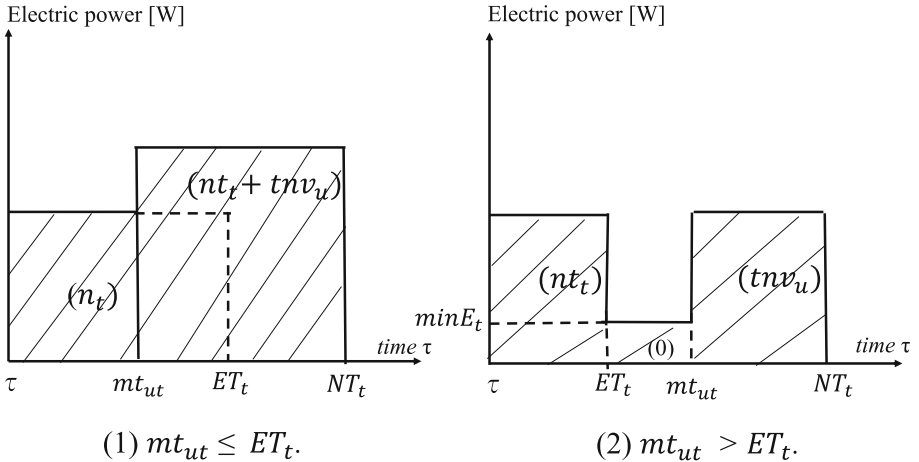 Electric power [W]
(nt_t + tnv_u)
(n_t)
time τ
τ mt_ut ET_t NT_t
(1) mt_ut ≤ ET_t.
Electric power [W]
(nt_t) (tnv_u)
minE_t
(0)
time τ
τ ET_t mt_ut NT_t
(2) mt_ut > ET_t.